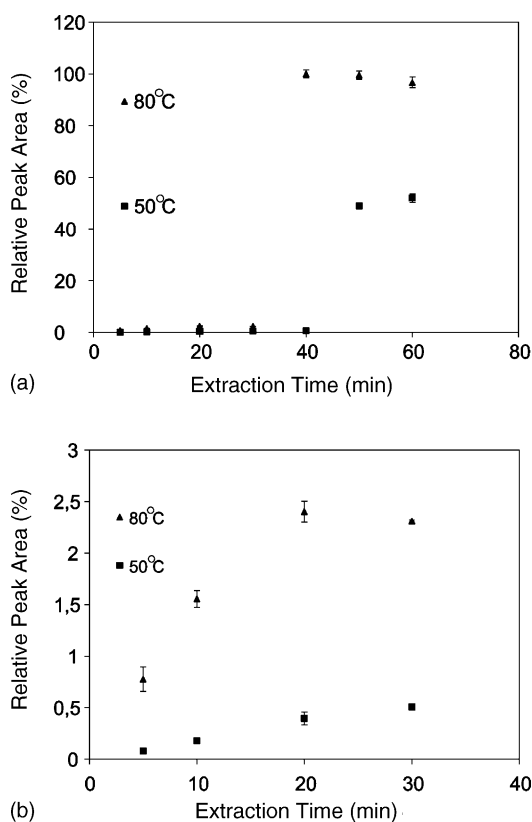 120
100
80
60
40
20
0
Relative Peak Area (%)
80°C
50°C
0 20 40 60 80
(a) Extraction Time (min)
3
2,5
2
1,5
1
0,5
0
Relative Peak Area (%)
80°C
50°C
0 10 20 30 40
(b) Extraction Time (min)